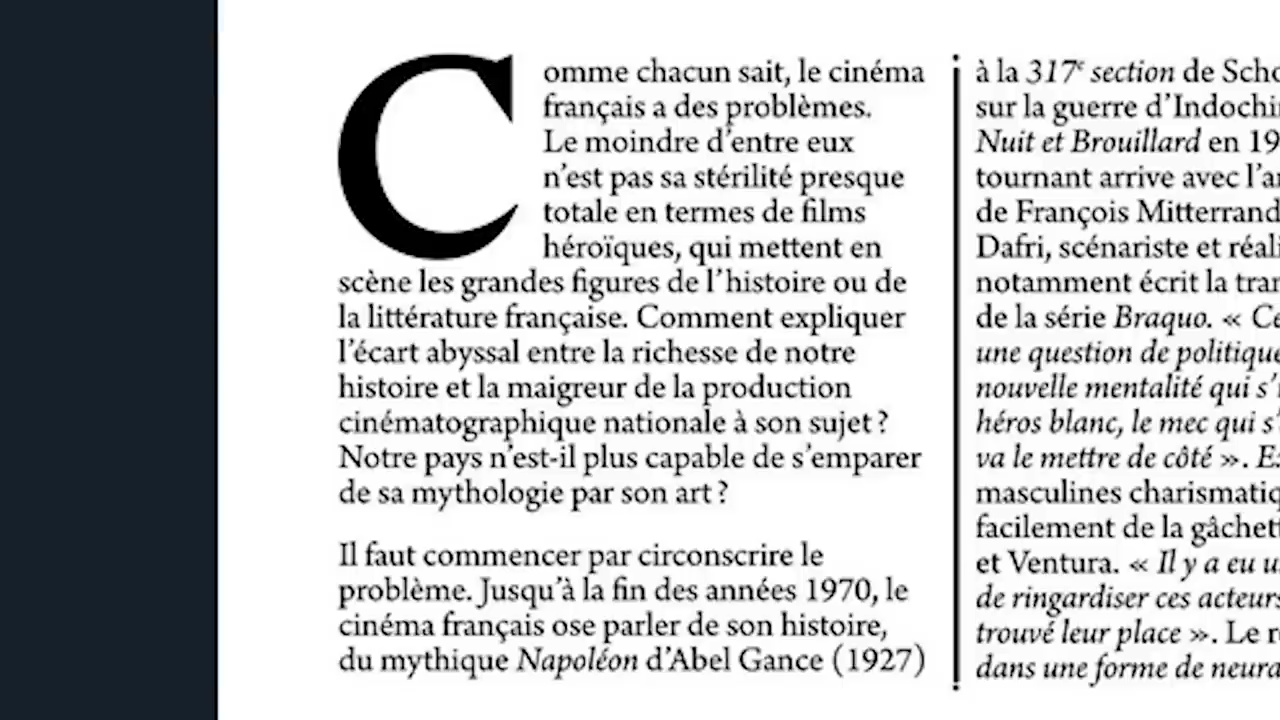 Comme chacun sait, le cinéma
français a des problèmes.
Le moindre d’entre eux
n’est pas sa stérilité presque
totale en termes de films
héroïques, qui mettent en
scène les grandes figures de l’histoire ou de
la littérature française. Comment expliquer
l’écart abyssal entre la richesse de notre
histoire et la maigreur de la production
cinématographique nationale à son sujet ?
Notre pays n’est-il plus capable de s’emparer
de sa mythologie par son art ?
Il faut commencer par circonscrire le
problème. Jusqu’à la fin des années 1970, le
cinéma français ose parler de son histoire,
du mythique Napoléon d’Abel Gance (1927)
à la 317e section de
sur la guerre
Nuit et Brouillard en
tournant arrive avec
de François Mitterrand
Dafri, scénariste et
notamment écrit la
de la série Braquo. «
une question de
nouvelle mentalité qui
héros blanc, le mec qui
va le mettre de côté ».
masculines
facilement de la
et Ventura. « Il y a eu
de ringardiser ces acteurs
trouvé leur place ». Le
dans une forme de